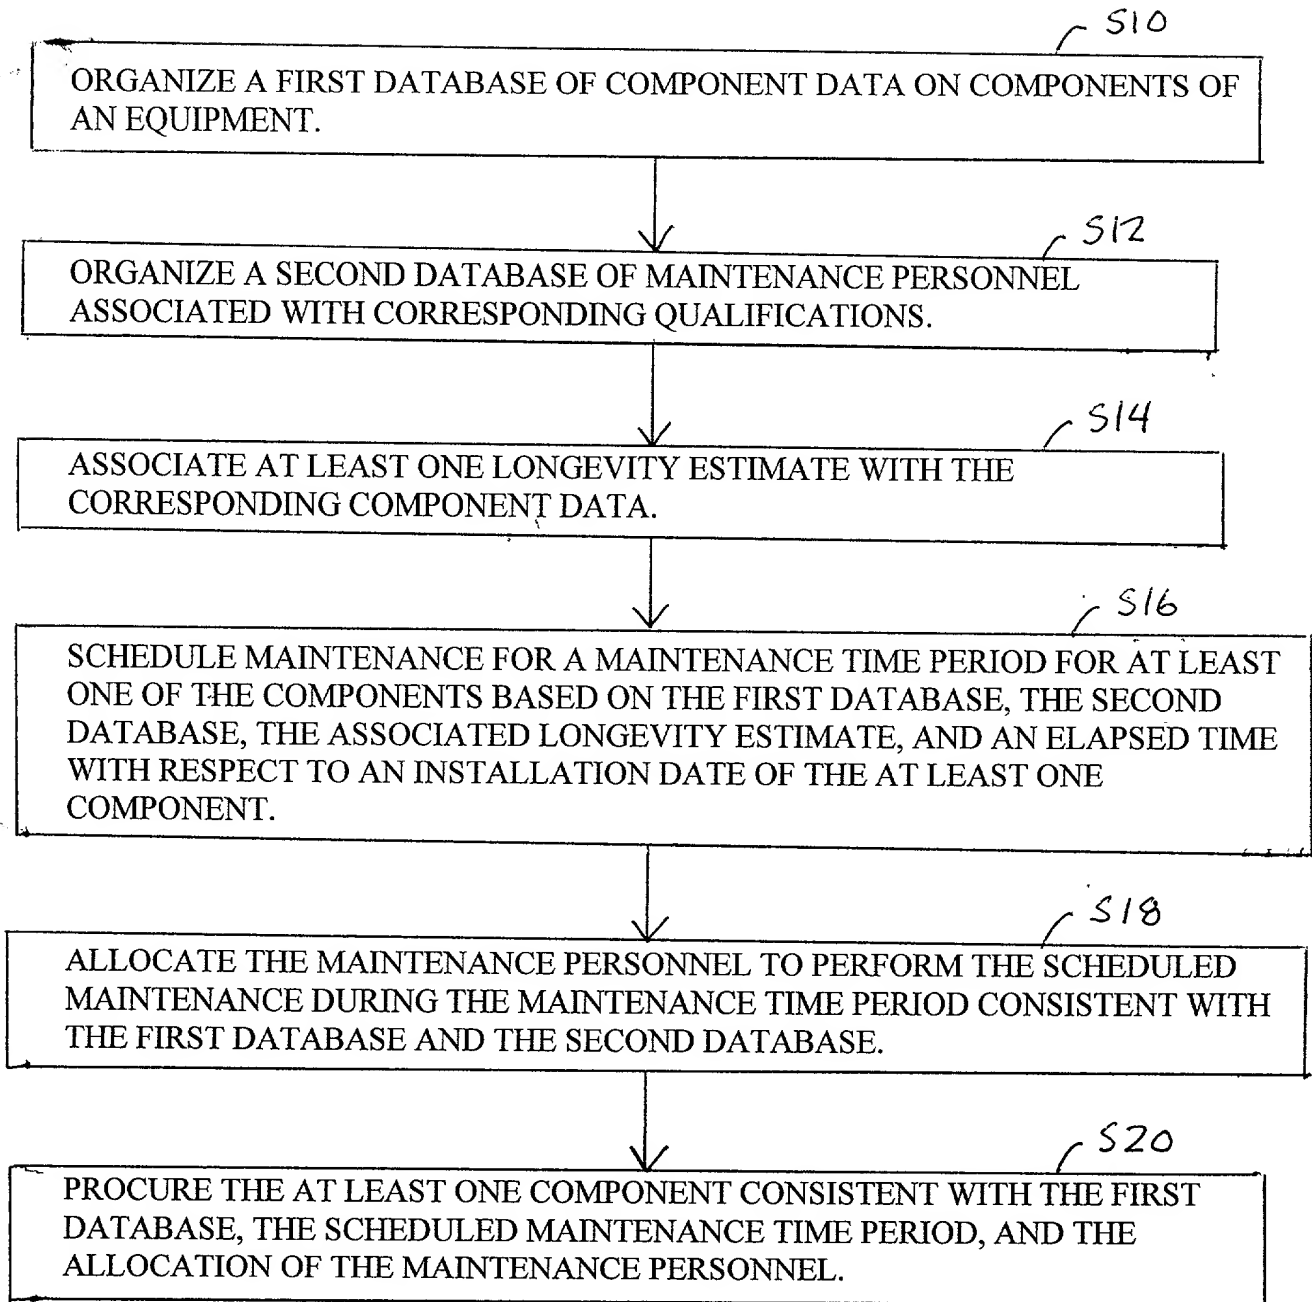 S10
ORGANIZE A FIRST DATABASE OF COMPONENT DATA ON COMPONENTS OF
AN EQUIPMENT.
S12
ORGANIZE A SECOND DATABASE OF MAINTENANCE PERSONNEL
ASSOCIATED WITH CORRESPONDING QUALIFICATIONS.
S14
ASSOCIATE AT LEAST ONE LONGEVITY ESTIMATE WITH THE
CORRESPONDING COMPONENT DATA.
S16
SCHEDULE MAINTENANCE FOR A MAINTENANCE TIME PERIOD FOR AT LEAST
ONE OF THE COMPONENTS BASED ON THE FIRST DATABASE, THE SECOND
DATABASE, THE ASSOCIATED LONGEVITY ESTIMATE, AND AN ELAPSED TIME
WITH RESPECT TO AN INSTALLATION DATE OF THE AT LEAST ONE
COMPONENT.
S18
ALLOCATE THE MAINTENANCE PERSONNEL TO PERFORM THE SCHEDULED
MAINTENANCE DURING THE MAINTENANCE TIME PERIOD CONSISTENT WITH
THE FIRST DATABASE AND THE SECOND DATABASE.
S20
PROCURE THE AT LEAST ONE COMPONENT CONSISTENT WITH THE FIRST
DATABASE, THE SCHEDULED MAINTENANCE TIME PERIOD, AND THE
ALLOCATION OF THE MAINTENANCE PERSONNEL.